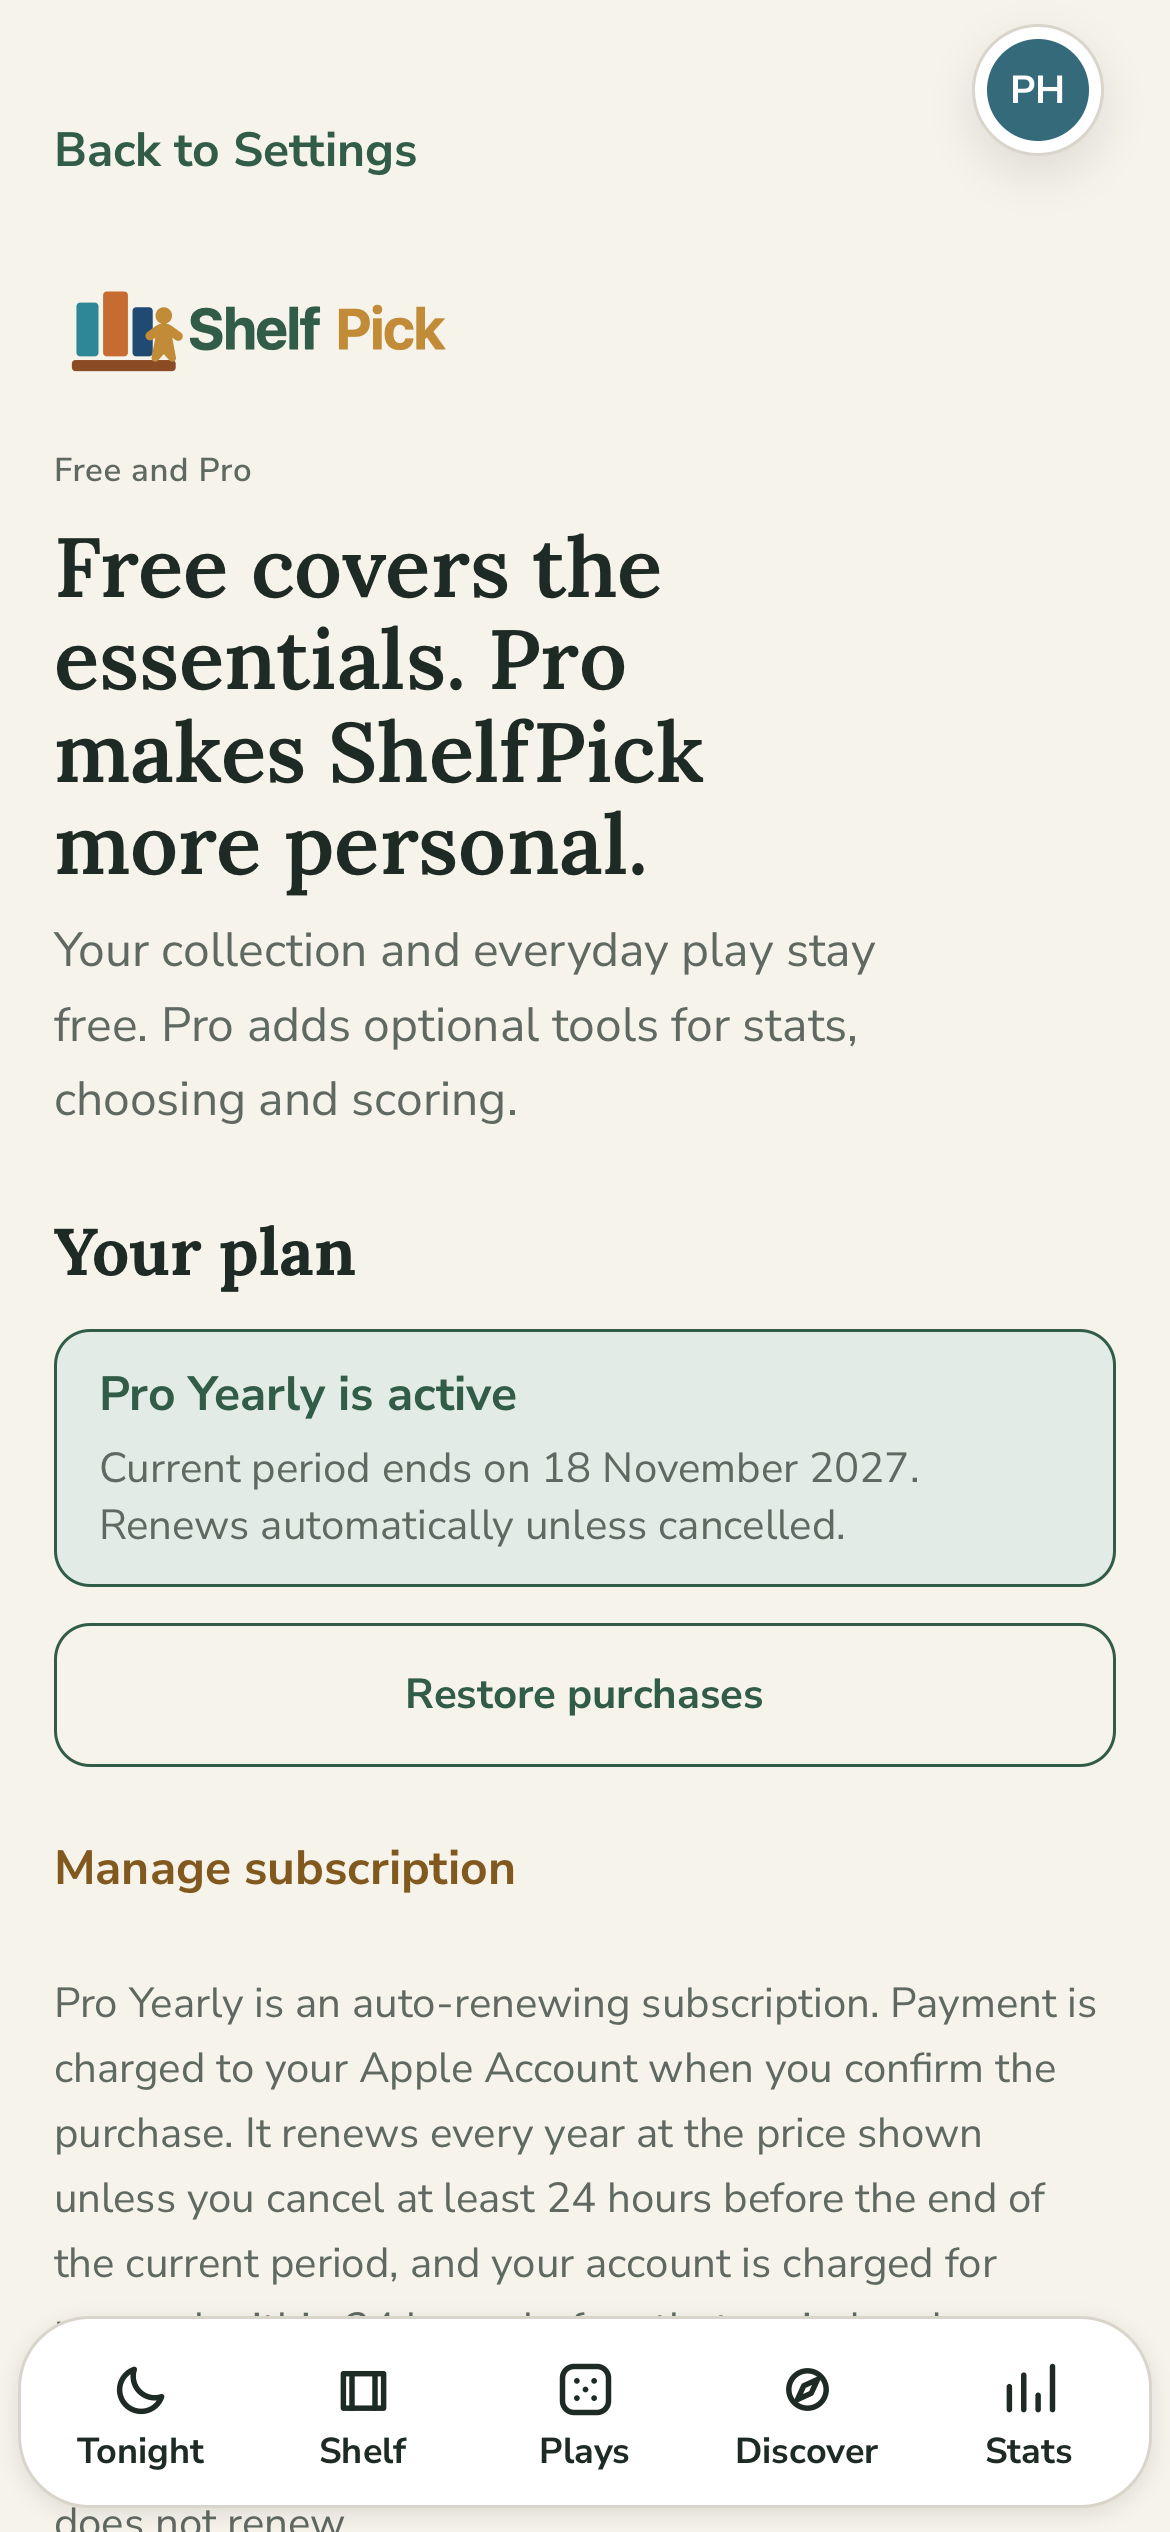 PH
Back to Settings
Shelf Pick
Free and Pro
Free covers the
essentials. Pro
makes ShelfPick
more personal.
Your collection and everyday play stay
free. Pro adds optional tools for stats,
choosing and scoring.
Your plan
Pro Yearly is active
Current period ends on 18 November 2027.
Renews automatically unless cancelled.
Restore purchases
Manage subscription
Pro Yearly is an auto-renewing subscription. Payment is
charged to your Apple Account when you confirm the
purchase. It renews every year at the price shown
unless you cancel at least 24 hours before the end of
the current period, and your account is charged for
Tonight
Shelf
Plays
Discover
Stats
does not renew